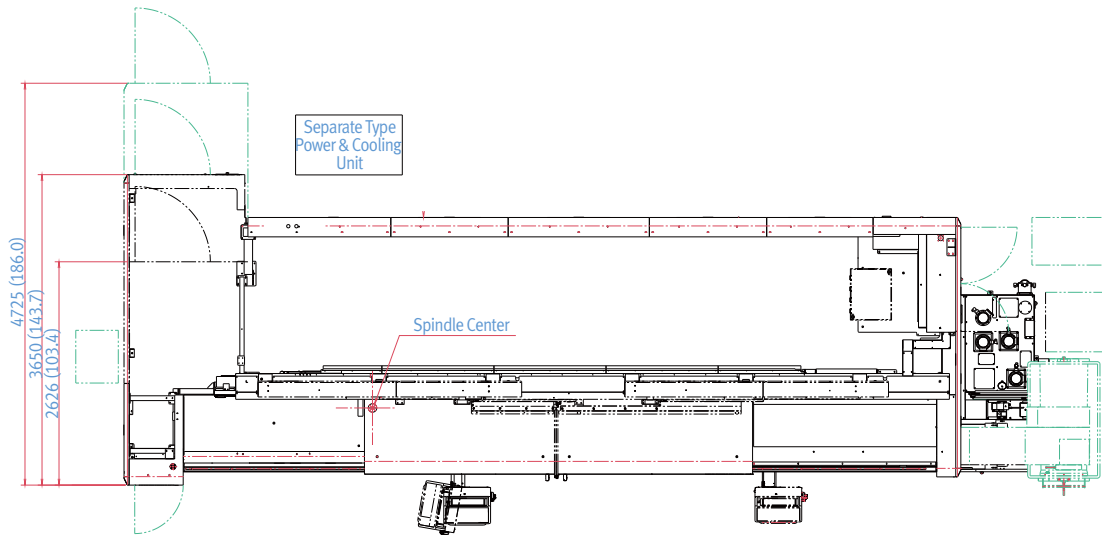 Separate Type
Power & Cooling
Unit
4725 (186.0)
3650 (143.7)
2626 (103.4)
Spindle Center